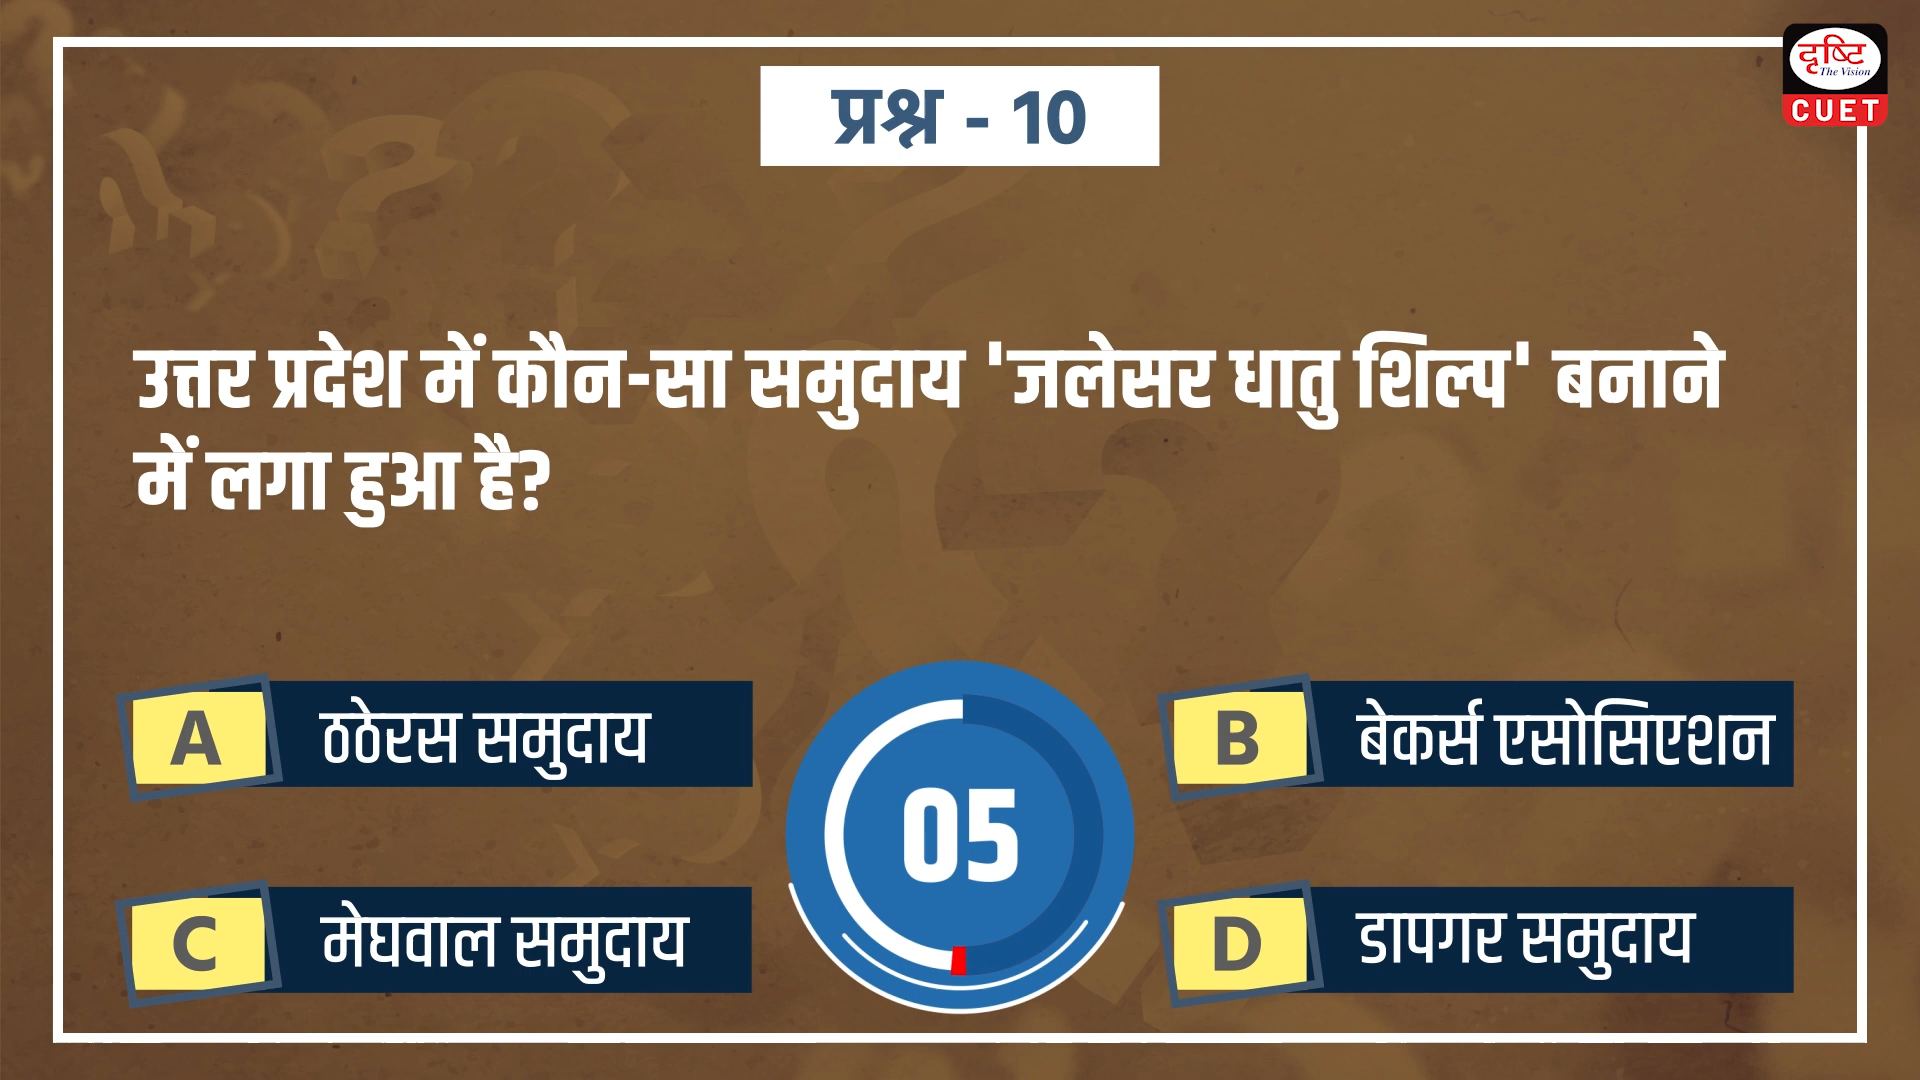 दृष्टि
The Vision
CUET
प्रश्न - 10
उत्तर प्रदेश में कौन-सा समुदाय 'जलेसर धातु शिल्प' बनाने
में लगा हुआ है?
A ठठेरस समुदाय
B बेकर्स एसोसिएशन
05
C मेघवाल समुदाय
D डापगर समुदाय